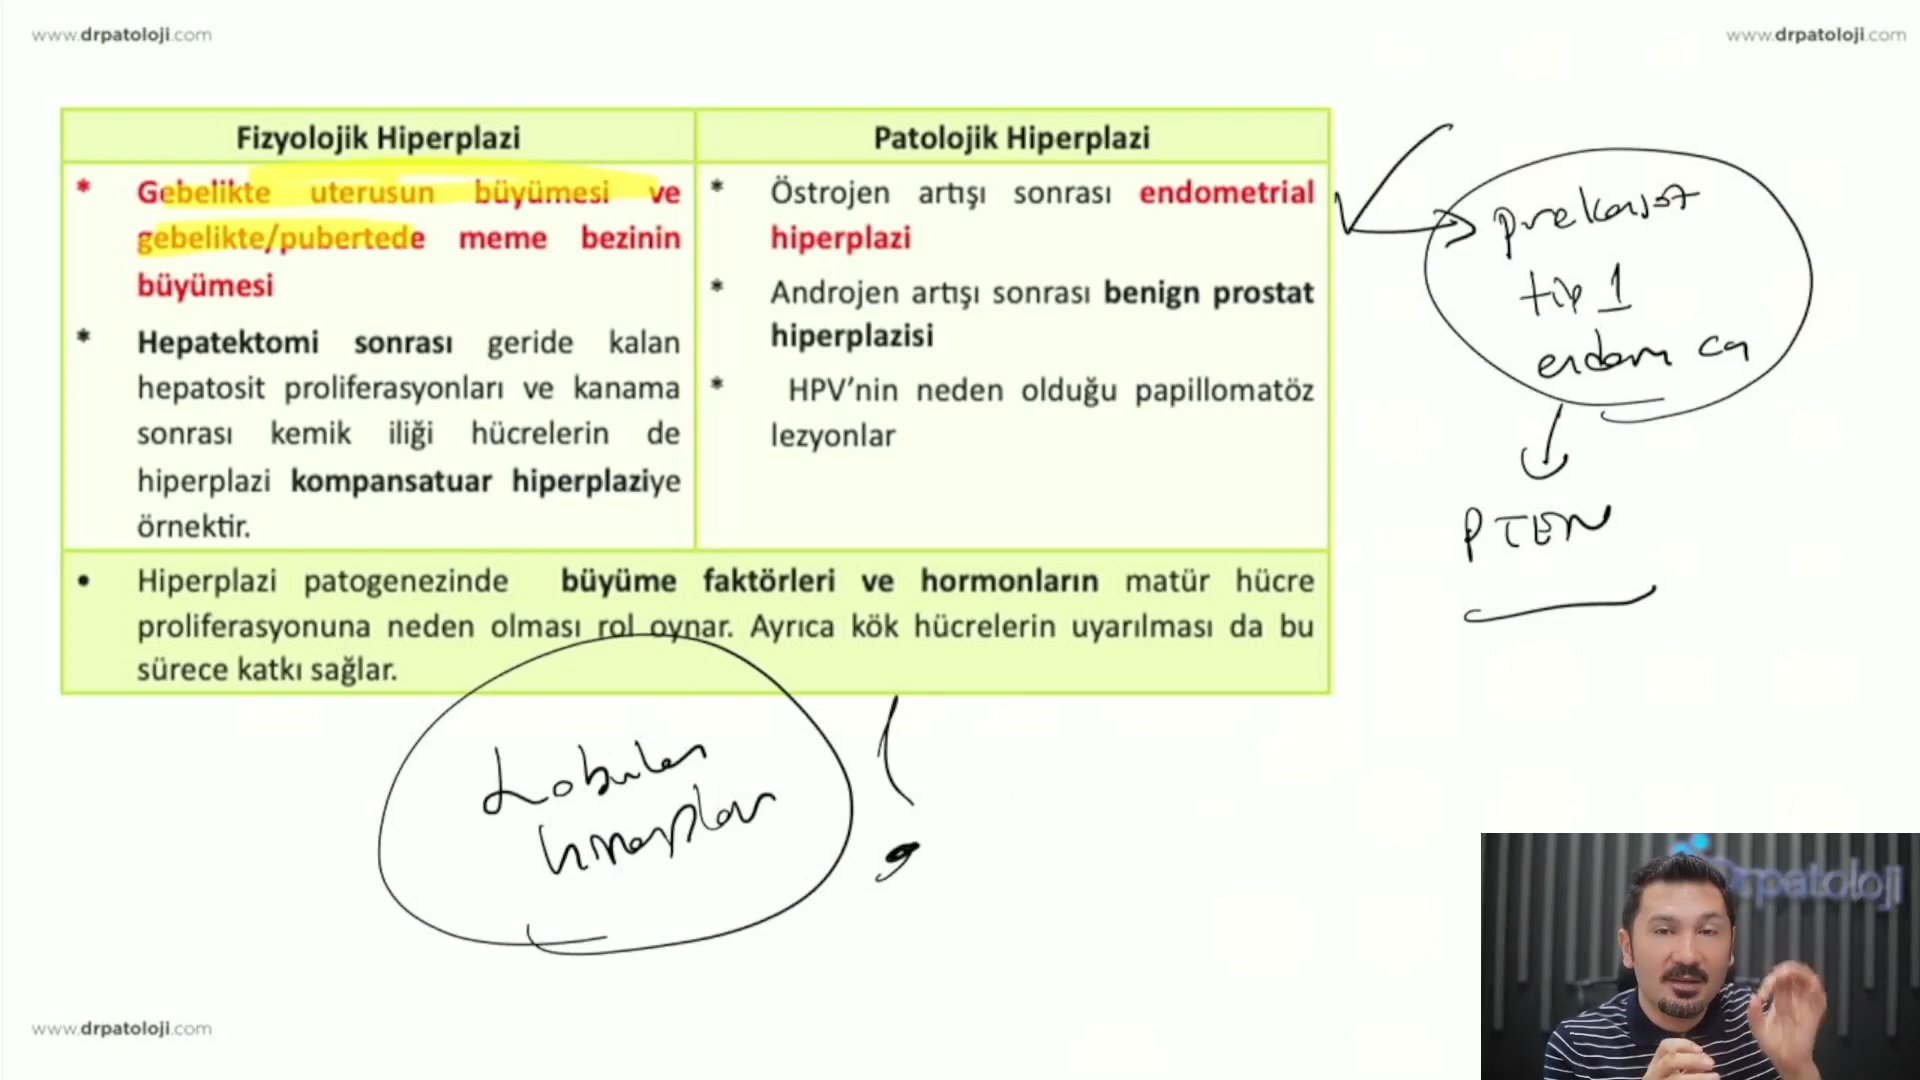 www.drpatoloji.com
www.drpatoloji.com
Fizyolojik Hiperplazi
* Gebelikte uterusun büyümesi ve
gebelikte/pubertede meme bezinin
büyümesi
* Hepatektomi sonrası geride kalan
hepatosit proliferasyonları ve kanama
sonrası kemik iliği hücrelerin de
hiperplazi kompansatuar hiperplaziye
örnektir.
Patolojik Hiperplazi
* Östrojen artışı sonrası endometrial
hiperplazi
* Androjen artışı sonrası benign prostat
hiperplazisi
* HPV’nin neden olduğu papillomatöz
lezyonlar
• Hiperplazi patogenezinde büyüme faktörleri ve hormonların matür hücre
proliferasyonuna neden olması rol oynar. Ayrıca kök hücrelerin uyarılması da bu
sürece katkı sağlar.
tip 1
PTEN
Lobuler
Drpatoloji
www.drpatoloji.com